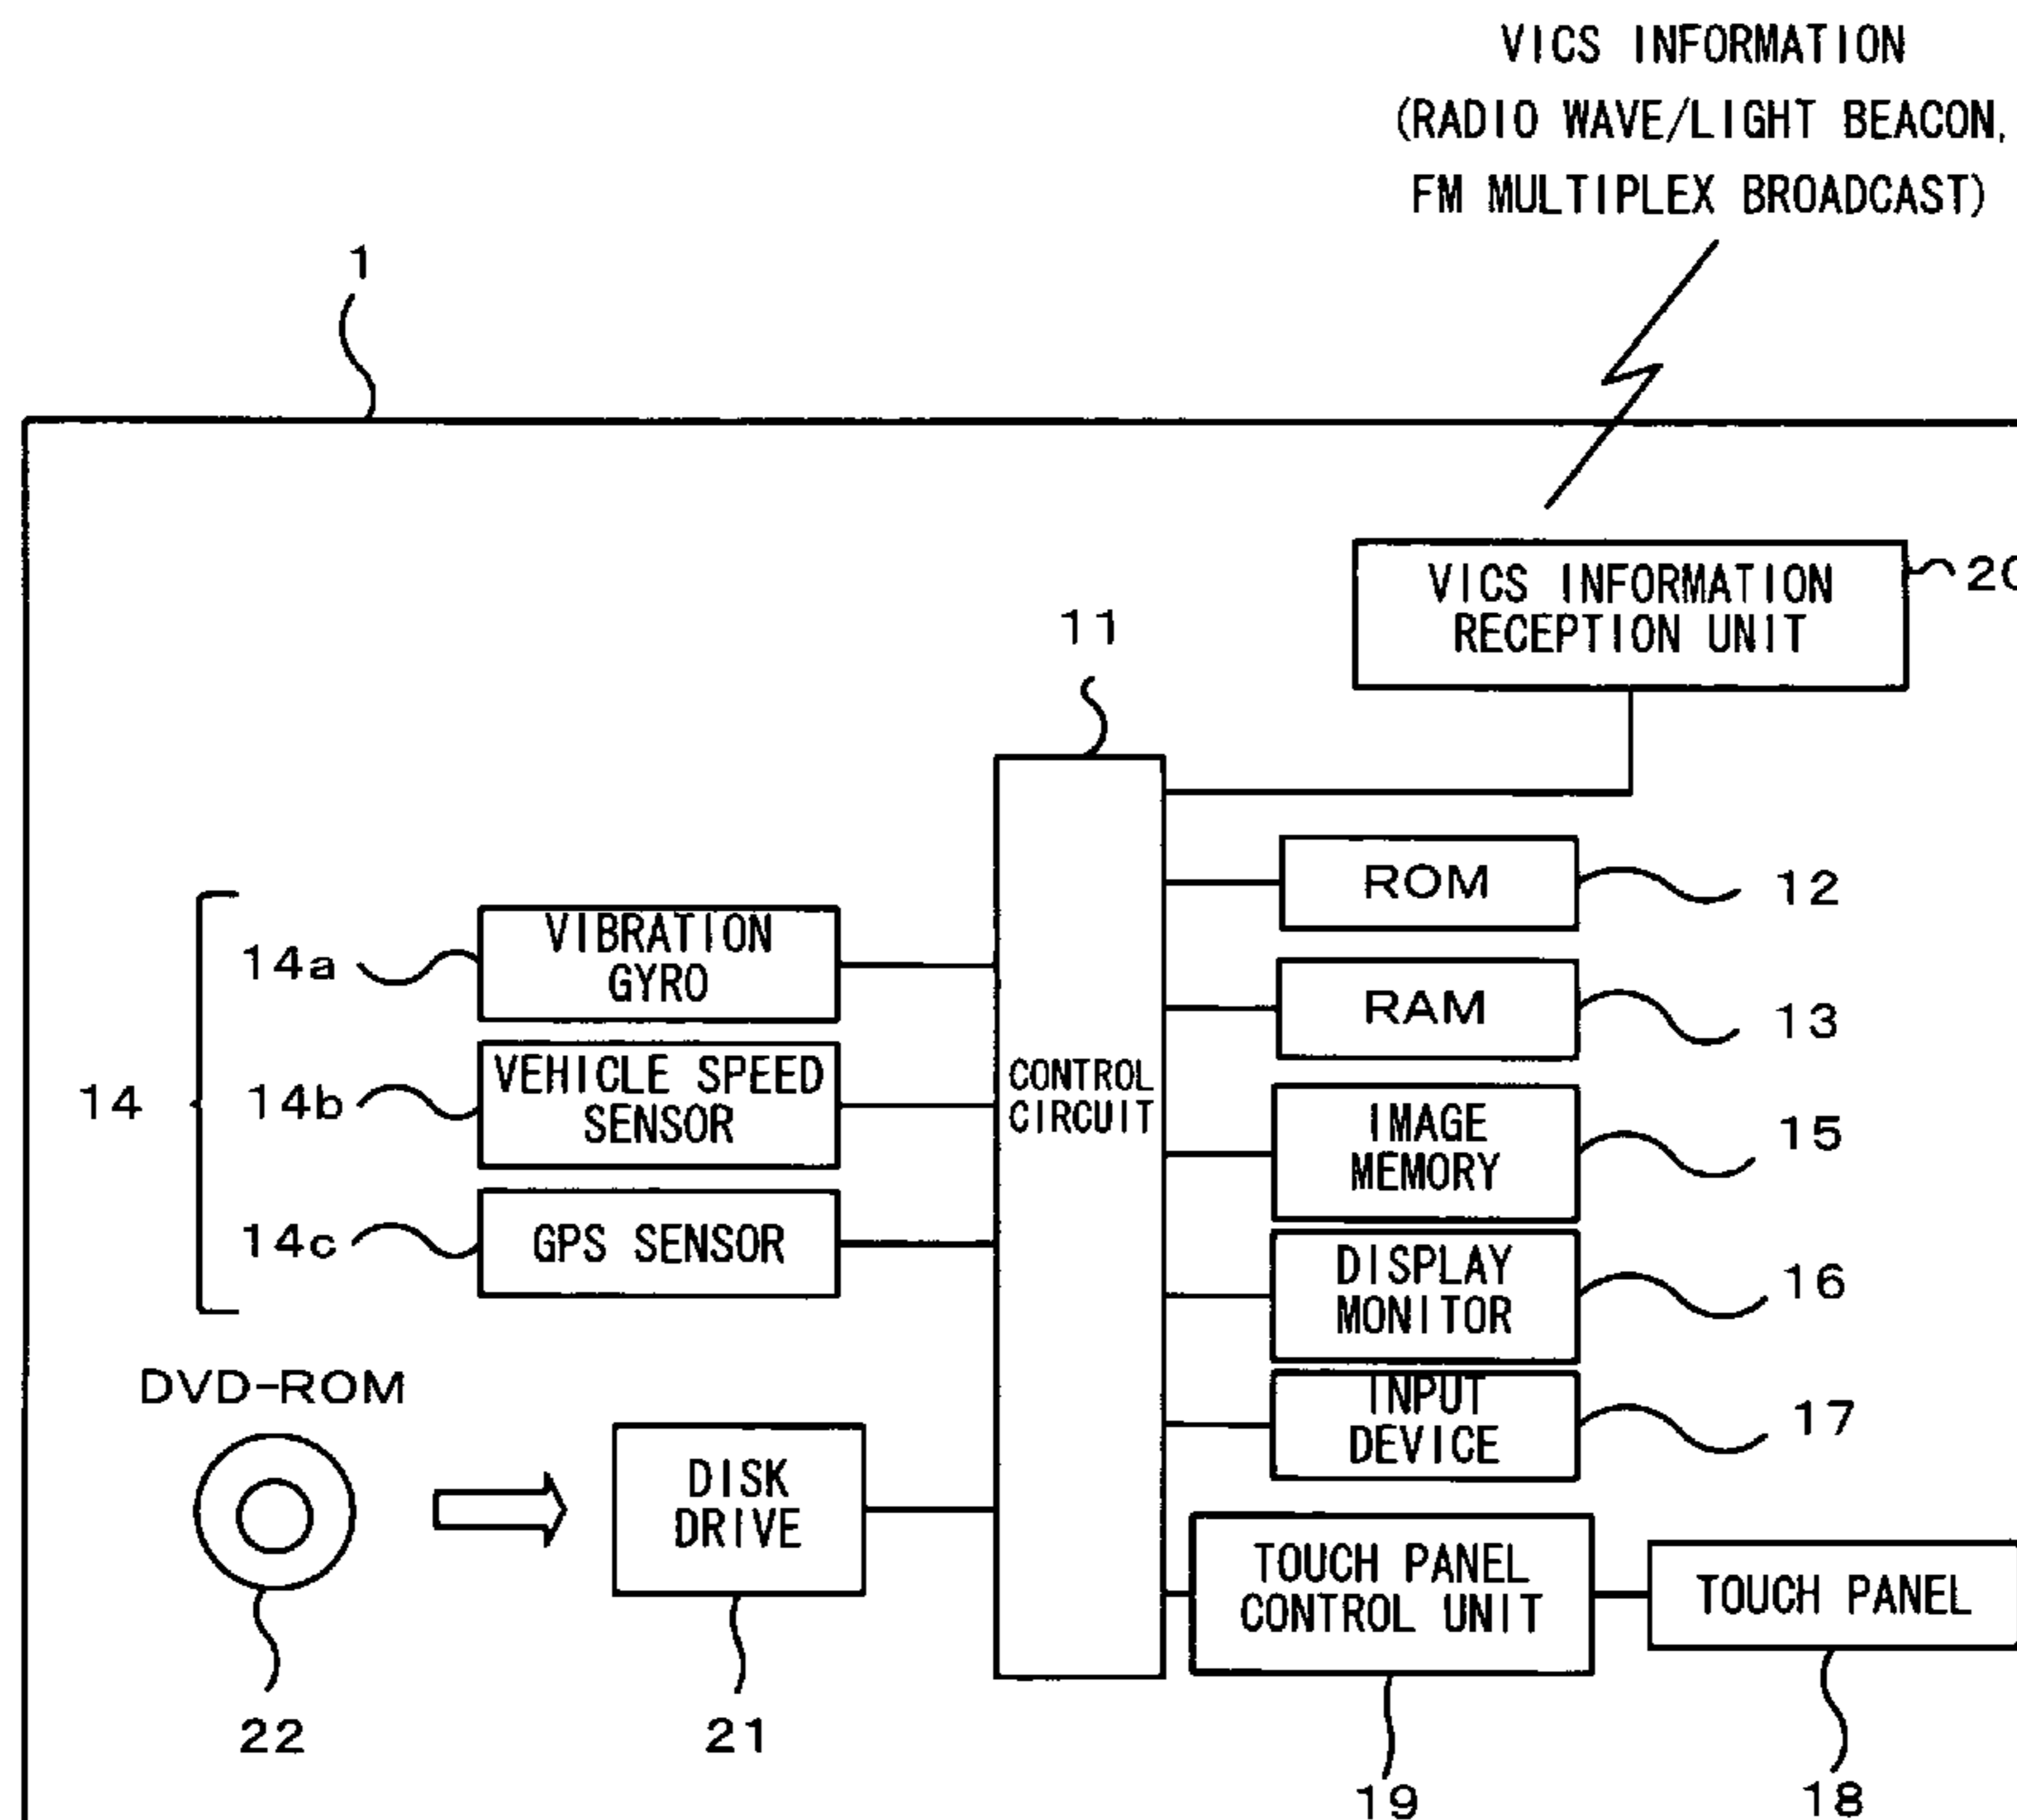 VICS INFORMATION
(RADIO WAVE/LIGHT BEACON,
FM MULTIPLEX BROADCAST)
1
VICS INFORMATION
RECEPTION UNIT
20
11
CONTROL
CIRCUIT
ROM
12
RAM
13
IMAGE
MEMORY
15
DISPLAY
MONITOR
16
INPUT
DEVICE
17
TOUCH PANEL
CONTROL UNIT
19
TOUCH PANEL
18
14
14a
VIBRATION
GYRO
14b
VEHICLE SPEED
SENSOR
14c
GPS SENSOR
DVD-ROM
22
DISK
DRIVE
21